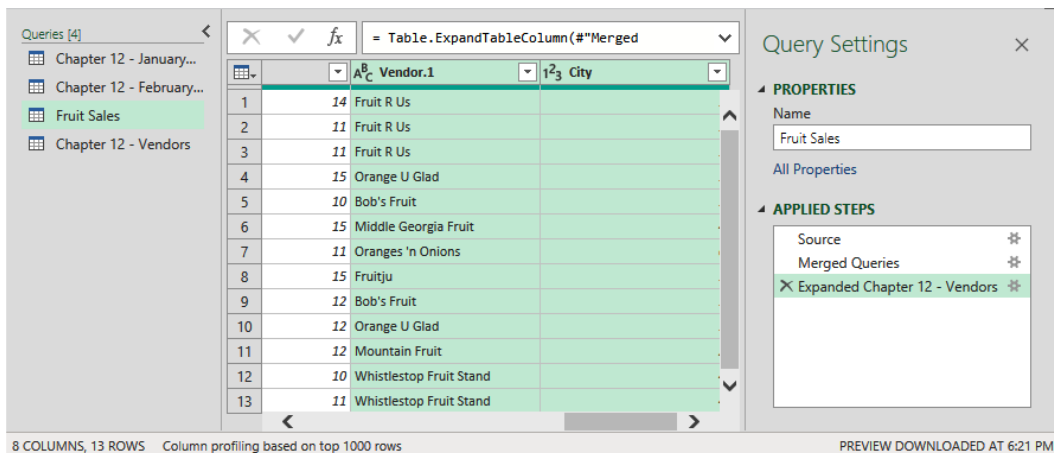 Queries [4]
Chapter 12 - January...
Chapter 12 - February...
Fruit Sales
Chapter 12 - Vendors
fx = Table.ExpandTableColumn(#"Merged
ABC Vendor.1 123 City
1 14 Fruit R Us
2 11 Fruit R Us
3 11 Fruit R Us
4 15 Orange U Glad
5 10 Bob's Fruit
6 15 Middle Georgia Fruit
7 11 Oranges 'n Onions
8 15 Fruitju
9 12 Bob's Fruit
10 12 Orange U Glad
11 12 Mountain Fruit
12 10 Whistlestop Fruit Stand
13 11 Whistlestop Fruit Stand
Query Settings
PROPERTIES
Name
Fruit Sales
All Properties
APPLIED STEPS
Source
Merged Queries
Expanded Chapter 12 - Vendors
8 COLUMNS, 13 ROWS Column profiling based on top 1000 rows
PREVIEW DOWNLOADED AT 6:21 PM